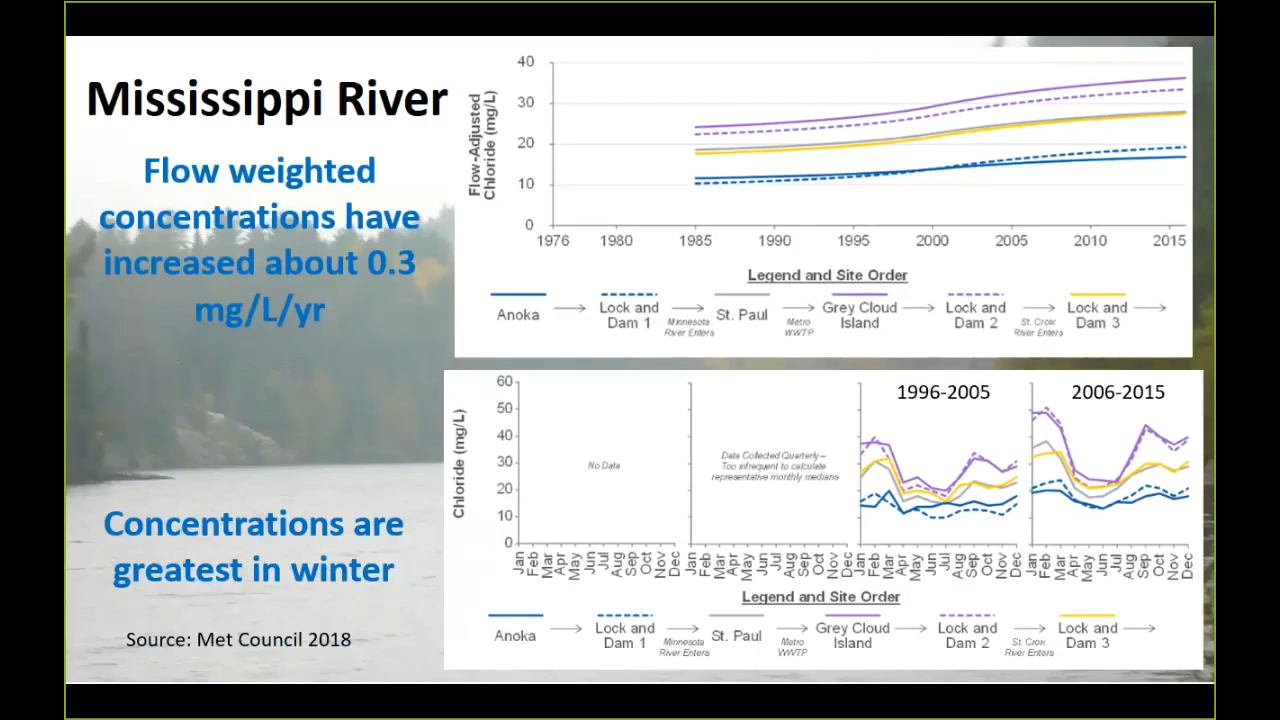 Mississippi River
Flow weighted
concentrations have
increased about 0.3
mg/L/yr
Concentrations are
greatest in winter
Source: Met Council 2018
Flow-Adjusted
Chloride (mg/L)
40
30
20
10
0
1976 1980 1985 1990 1995 2000 2005 2010 2015
Legend and Site Order
Anoka
Lock and
Dam 1
Minnesota
River Enters
St. Paul
Metro
WWTP
Grey Cloud
Island
Lock and
Dam 2
St. Croix
River Enters
Lock and
Dam 3
Chloride (mg/L)
60
50
40
30
20
10
0
No Data
Data Collected Quarterly –
Too infrequent to calculate
representative monthly medians
1996-2005
2006-2015
Jan Feb Mar Apr May Jun Jul Aug Sep Oct Nov Dec
Jan Feb Mar Apr May Jun Jul Aug Sep Oct Nov Dec
Jan Feb Mar Apr May Jun Jul Aug Sep Oct Nov Dec
Jan Feb Mar Apr May Jun Jul Aug Sep Oct Nov Dec
Legend and Site Order
Anoka
Lock and
Dam 1
Minnesota
River Enters
St. Paul
Metro
WWTP
Grey Cloud
Island
Lock and
Dam 2
St. Croix
River Enters
Lock and
Dam 3